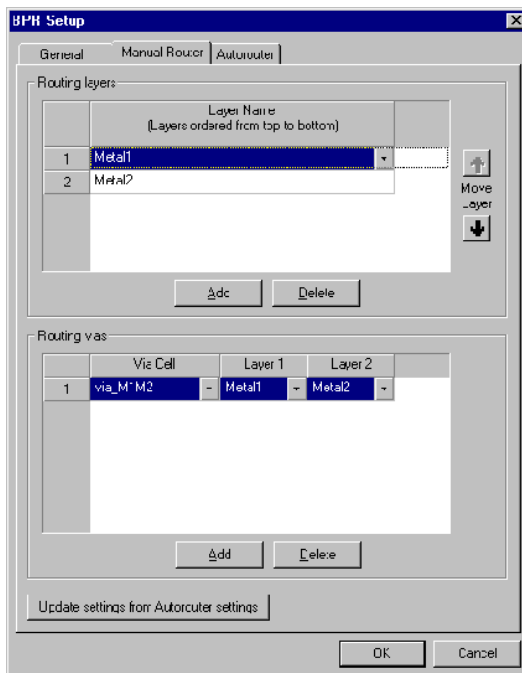 BPR Setup
General Manual Router Autorouter
Routing layers
Layer Name
(Layers ordered from top to bottom)
1 Metal1
2 Metal2
Move
Layer
Add Delete
Routing vias
Via Cell Layer 1 Layer 2
1 via_M1M2 Metal1 Metal2
Add Delete
Update settings from Autorouter settings
OK Cancel